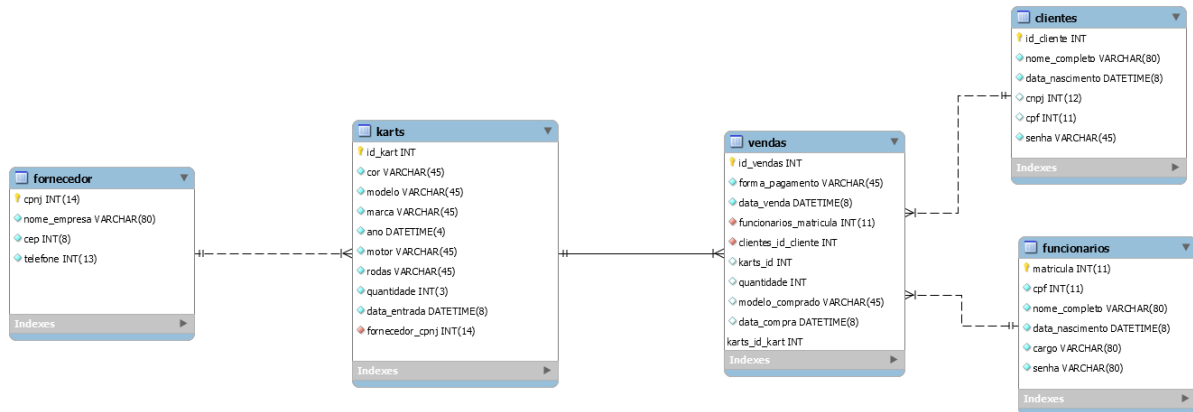 fornecedor
cpnj INT(14)
nome_empresa VARCHAR(80)
cep INT(8)
telefone INT(13)
Indexes
karts
id_kart INT
cor VARCHAR(45)
modelo VARCHAR(45)
marca VARCHAR(45)
ano DATETIME(4)
motor VARCHAR(45)
rodas VARCHAR(45)
quantidade INT(3)
data_entrada DATETIME(8)
fornecedor_cpnj INT(14)
Indexes
vendas
id_vendas INT
forma_pagamento VARCHAR(45)
data_venda DATETIME(8)
funcionarios_matricula INT(11)
clientes_id_cliente INT
karts_id INT
quantidade INT
modelo_comprado VARCHAR(45)
data_compra DATETIME(8)
karts_id_kart INT
Indexes
clientes
id_cliente INT
nome_completo VARCHAR(80)
data_nascimento DATETIME(8)
cnpj INT(12)
cpf INT(11)
senha VARCHAR(45)
Indexes
funcionarios
matricula INT(11)
cpf INT(11)
nome_completo VARCHAR(80)
data_nascimento DATETIME(8)
cargo VARCHAR(80)
senha VARCHAR(80)
Indexes